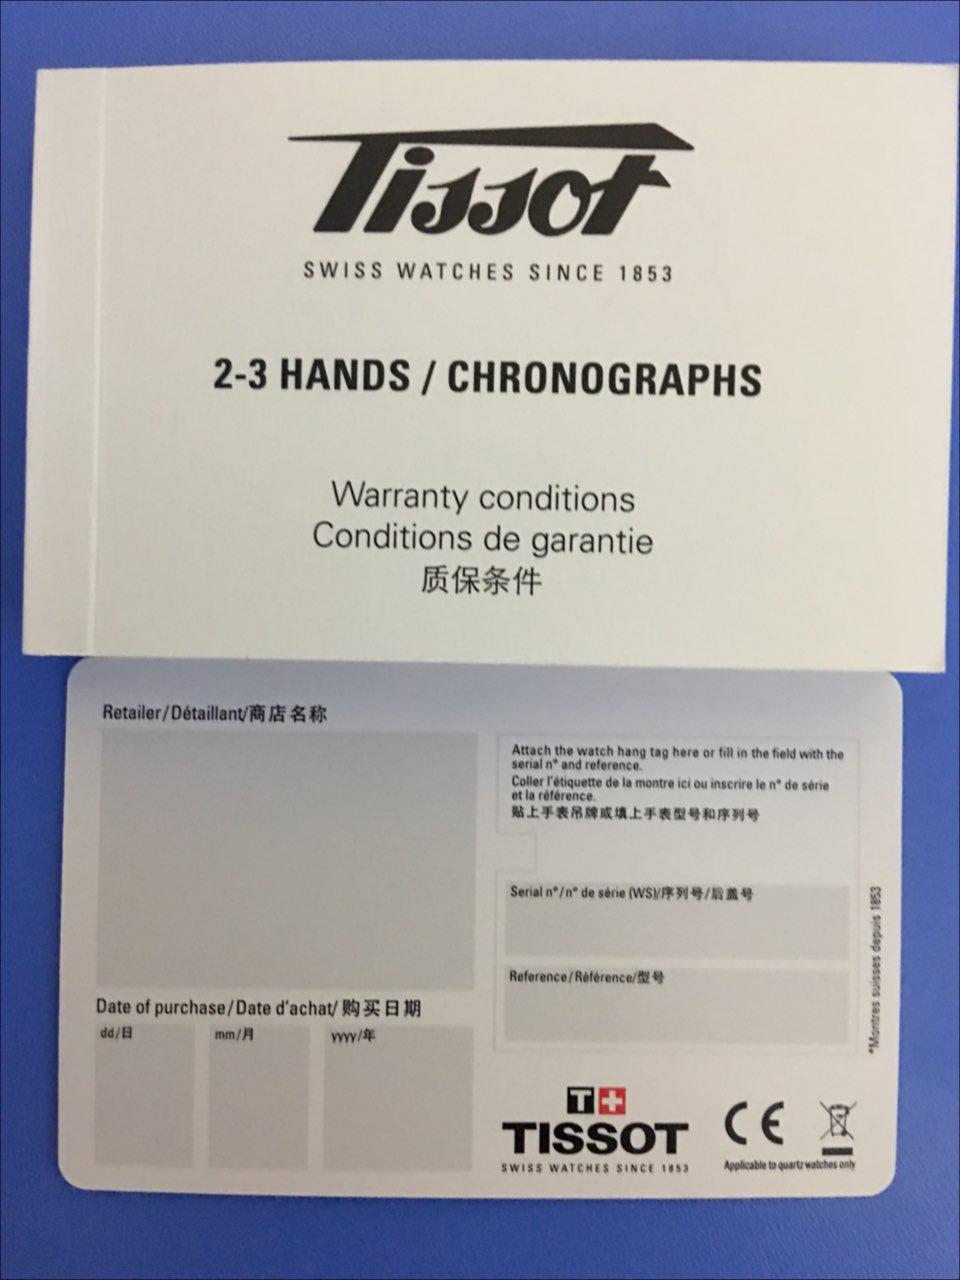 Tissot
SWISS WATCHES SINCE 1853
2-3 HANDS / CHRONOGRAPHS
Warranty conditions
Conditions de garantie
质保条件
Retailer/Détaillant/商店名称
Attach the watch hang tag here or fill in the field with the
serial n° and reference.
Coller l'étiquette de la montre ici ou inscrire le n° de série
et la référence.
贴上手表吊牌或填上手表型号和序列号
Serial n°/n° de série (WS)/序列号/后盖号
Reference/Référence/型号
*Montres suisses depuis 1853
Date of purchase/Date d'achat/购买日期
dd/日
mm/月
yyyy/年
T+
TISSOT
SWISS WATCHES SINCE 1853
CE
Applicable to quartz watches only